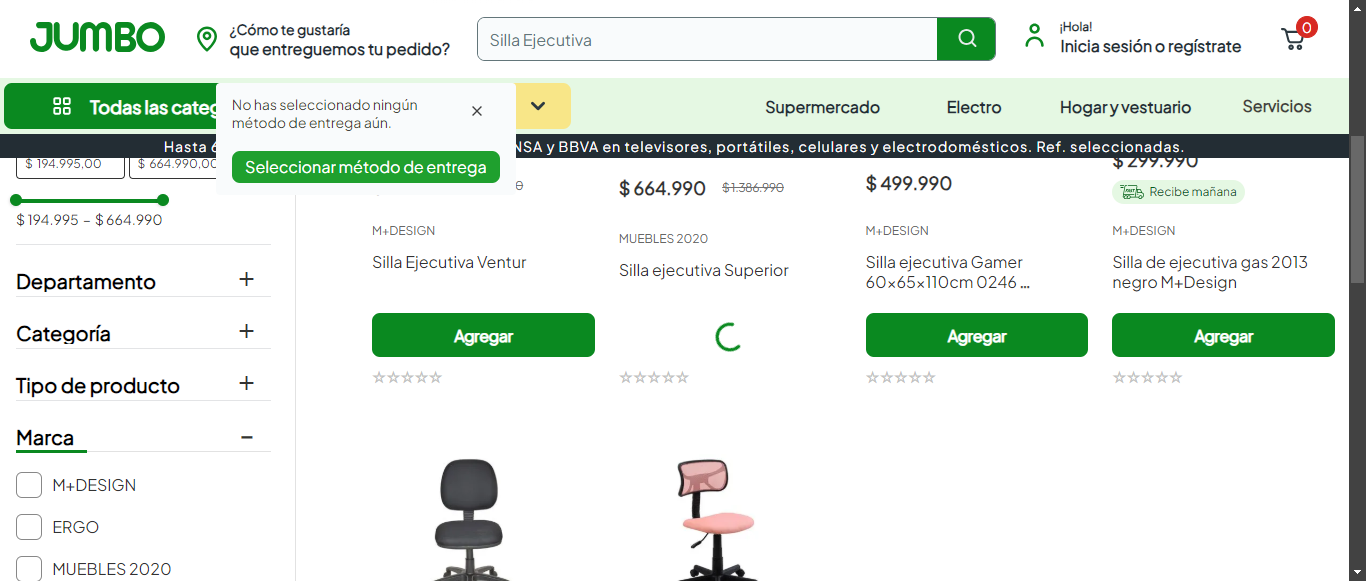 JUMBO
¿Cómo te gustaría
que entreguemos tu pedido?
Silla Ejecutiva
¡Hola!
Inicia sesión o regístrate
0
Todas las categ
No has seleccionado ningún
método de entrega aún.
Seleccionar método de entrega
Supermercado
Electro
Hogar y vestuario
Servicios
Hasta
NSA y BBVA en televisores, portátiles, celulares y electrodomésticos. Ref. seleccionadas.
$ 194.995,00
$ 664.990,00
$ 194.995 – $ 664.990
Departamento
Categoría
Tipo de producto
Marca
M+DESIGN
ERGO
MUEBLES 2020
M+DESIGN
Silla Ejecutiva Ventur
Agregar
$ 664.990 $ 1.386.990
MUEBLES 2020
Silla ejecutiva Superior
$ 499.990
M+DESIGN
Silla ejecutiva Gamer
60x65x110cm 0246 ...
Agregar
$ 299.990
Recibe mañana
M+DESIGN
Silla de ejecutiva gas 2013
negro M+Design
Agregar